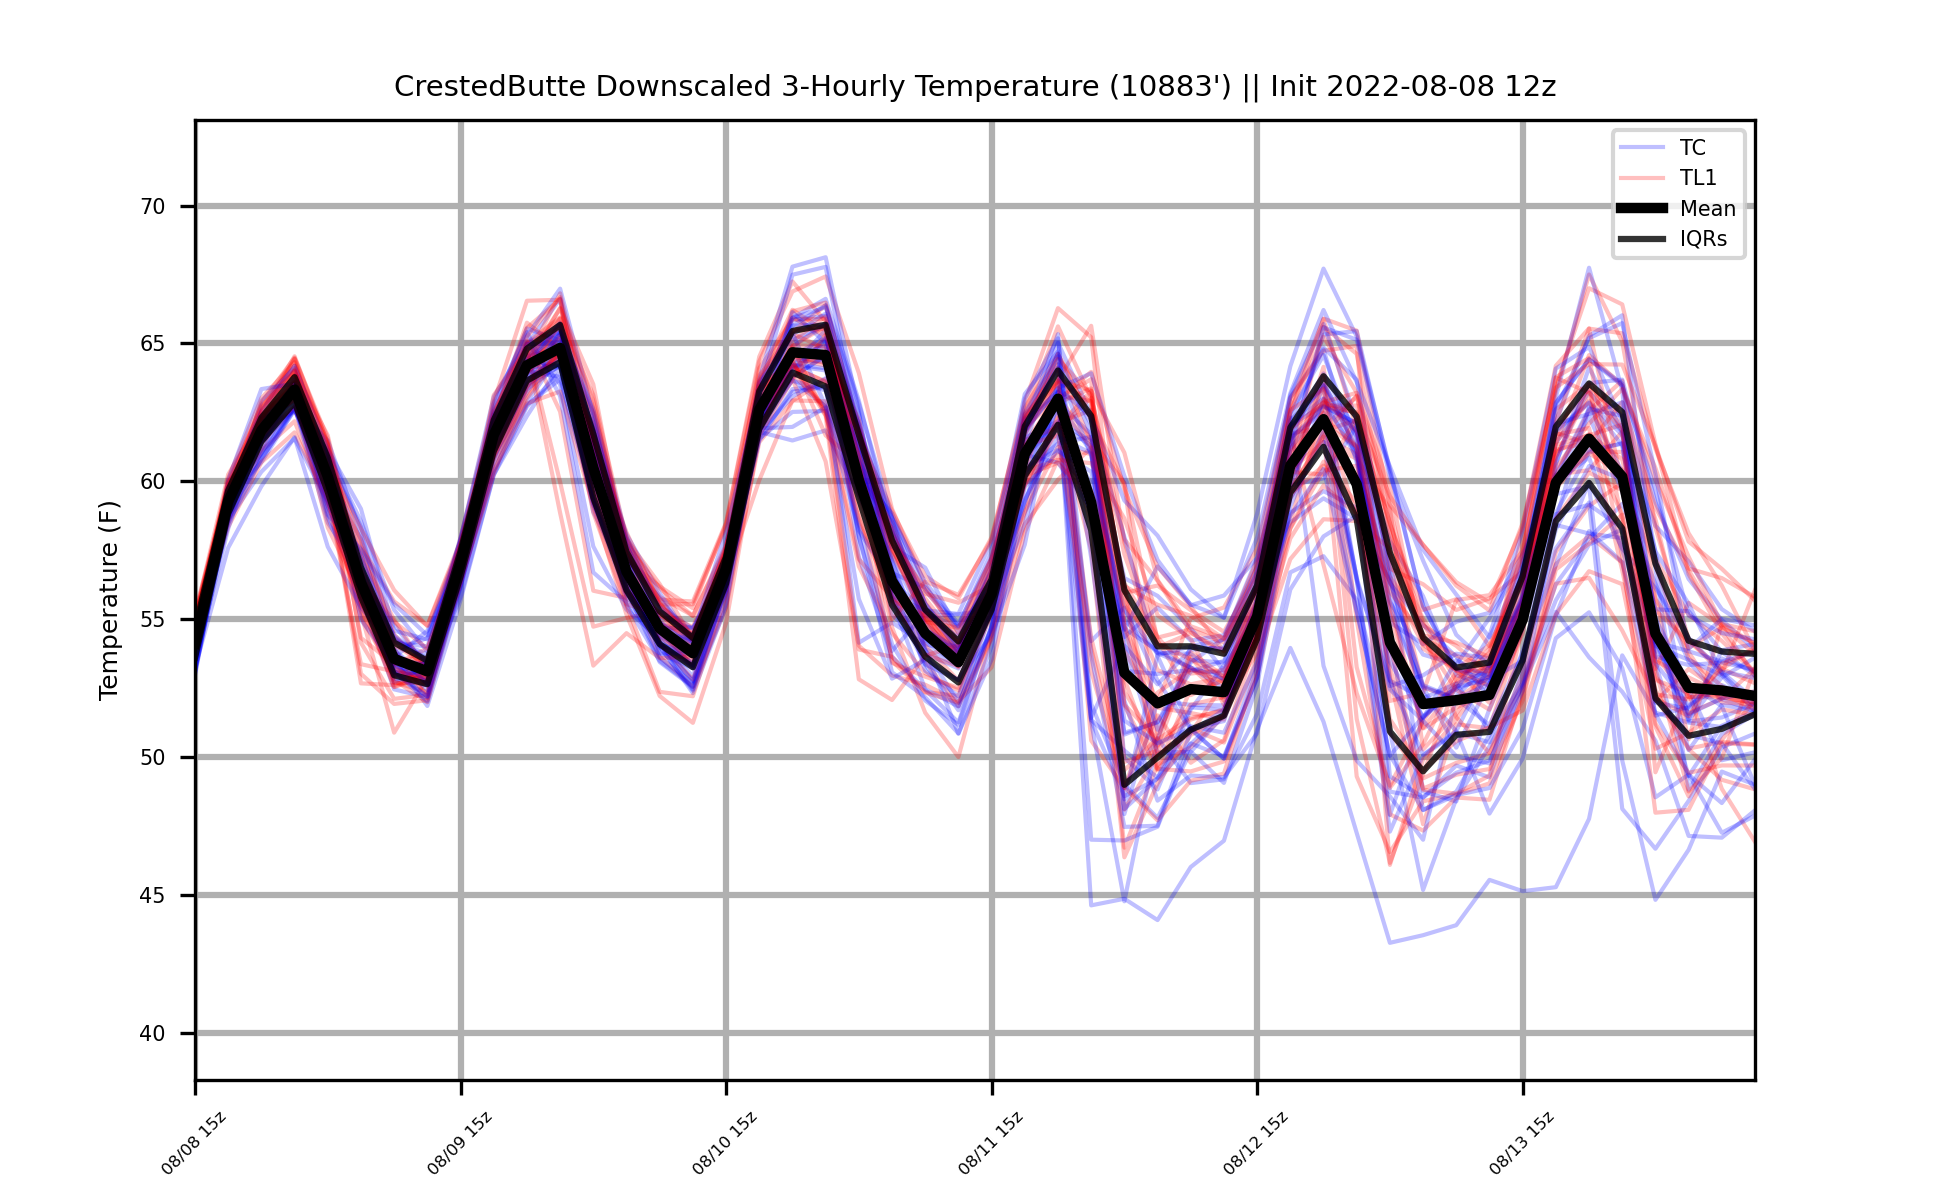 CrestedButte Downscaled 3-Hourly Temperature (10883') || Init 2022-08-08 12z
TC
TL1
Mean
IQRs
Temperature (F)
70
65
60
55
50
45
40
08/08 15z
08/09 15z
08/10 15z
08/11 15z
08/12 15z
08/13 15z